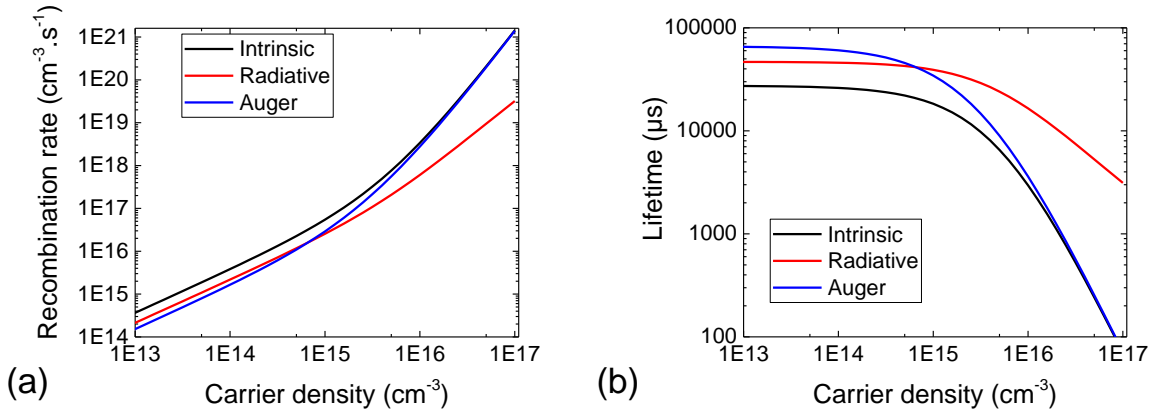 Recombination rate (cm-3.s-1)
1E21
1E20
1E19
1E18
1E17
1E16
1E15
1E14
Intrinsic
Radiative
Auger
1E13 1E14 1E15 1E16 1E17
Carrier density (cm-3)
(a)
Lifetime (µs)
100000
10000
1000
100
Intrinsic
Radiative
Auger
1E13 1E14 1E15 1E16 1E17
Carrier density (cm-3)
(b)